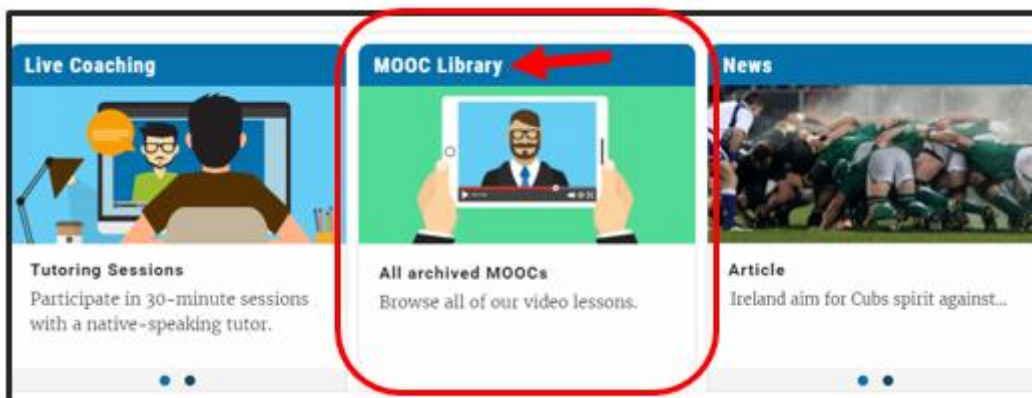 Live Coaching
Tutoring Sessions
Participate in 30-minute sessions
with a native-speaking tutor.
MOOC Library
All archived MOOCs
Browse all of our video lessons.
News
Article
Ireland aim for Cubs spirit against...